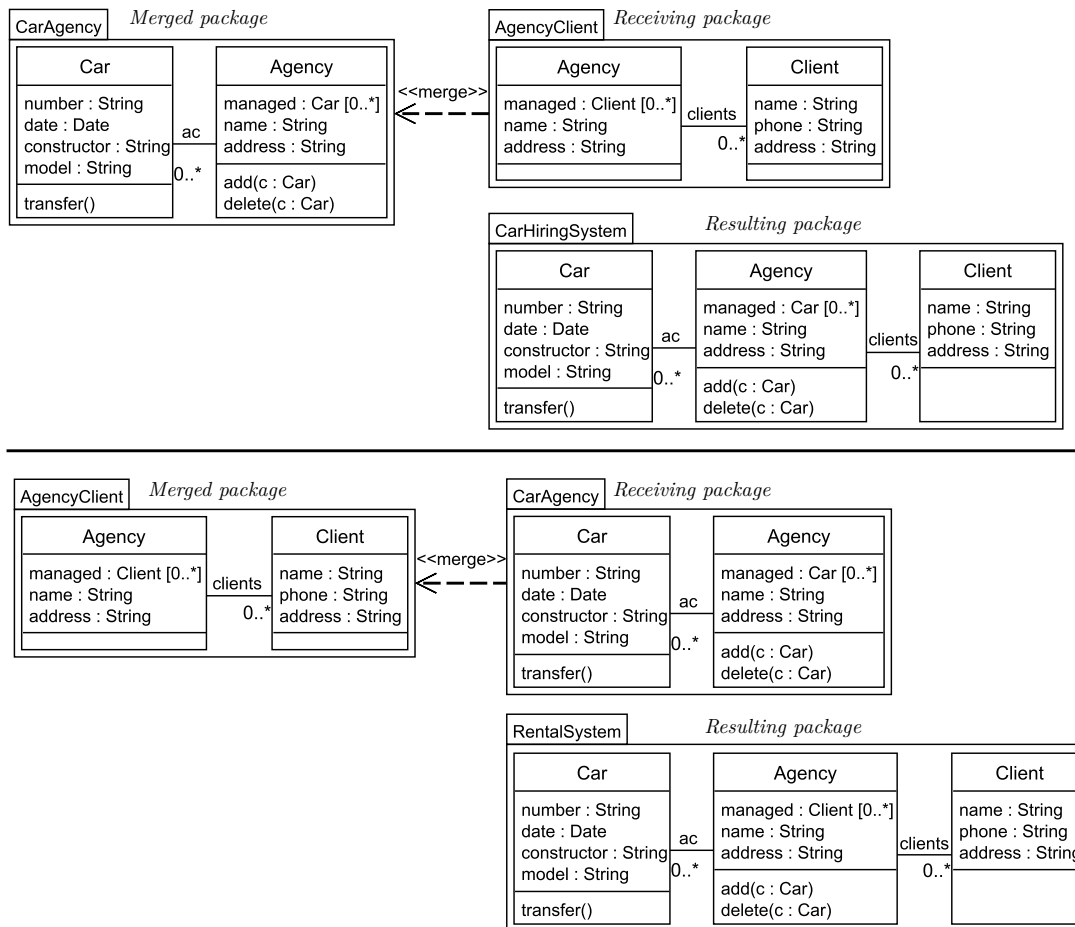 CarAgency
Merged package
Car
number : String
date : Date
constructor : String
model : String
transfer()
ac
0..*
Agency
managed : Car [0..*]
name : String
address : String
add(c : Car)
delete(c : Car)
<<merge>>
AgencyClient
Receiving package
Agency
managed : Client [0..*]
name : String
address : String
clients
0..*
Client
name : String
phone : String
address : String
CarHiringSystem
Resulting package
Car
number : String
date : Date
constructor : String
model : String
transfer()
ac
0..*
Agency
managed : Car [0..*]
name : String
address : String
add(c : Car)
delete(c : Car)
clients
0..*
Client
name : String
phone : String
address : String
AgencyClient
Merged package
Agency
managed : Client [0..*]
name : String
address : String
clients
0..*
Client
name : String
phone : String
address : String
<<merge>>
CarAgency
Receiving package
Car
number : String
date : Date
constructor : String
model : String
transfer()
ac
0..*
Agency
managed : Car [0..*]
name : String
address : String
add(c : Car)
delete(c : Car)
RentalSystem
Resulting package
Car
number : String
date : Date
constructor : String
model : String
transfer()
ac
0..*
Agency
managed : Client [0..*]
name : String
address : String
add(c : Car)
delete(c : Car)
clients
0..*
Client
name : String
phone : String
address : String